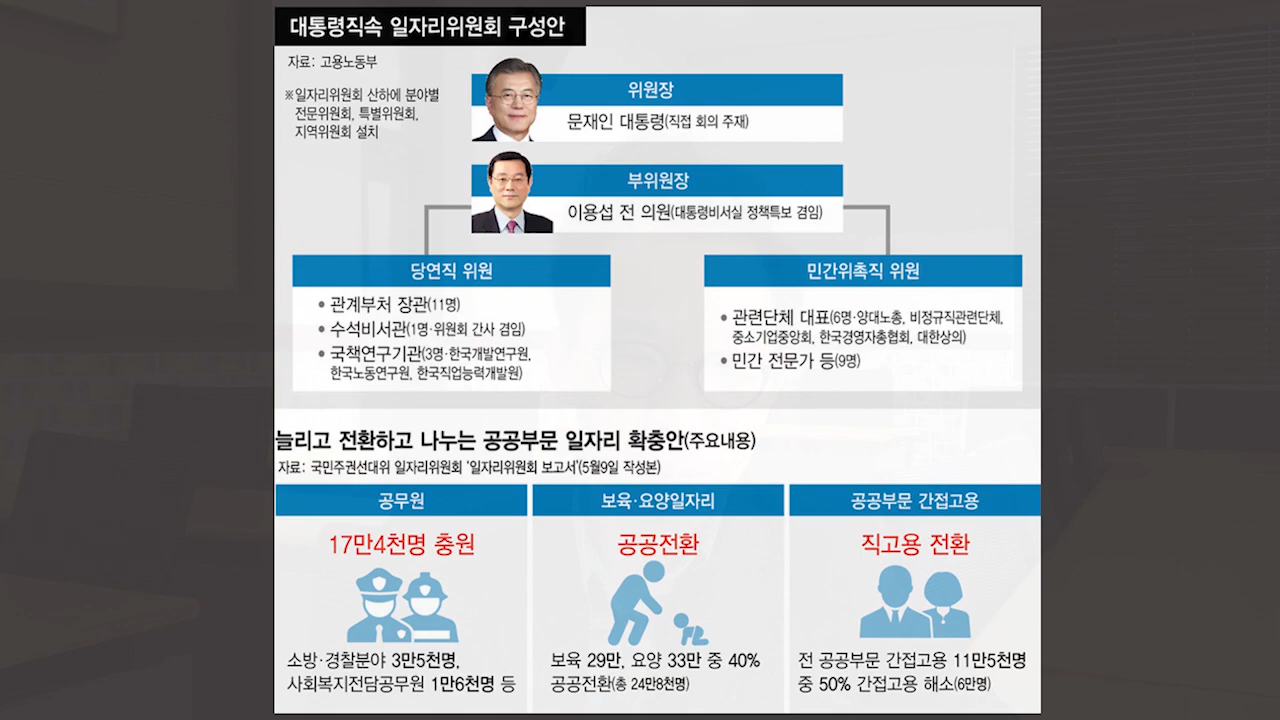 대통령직속 일자리위원회 구성안
자료: 고용노동부
※일자리위원회 산하에 분야별
전문위원회, 특별위원회,
지역위원회 설치
위원장
문재인 대통령(직접 회의 주재)
부위원장
이용섭 전 의원(대통령비서실 정책특보 겸임)
당연직 위원
• 관계부처 장관(11명)
• 수석비서관(1명·위원회 간사 겸임)
• 국책연구기관(3명·한국개발연구원,
한국노동연구원, 한국직업능력개발원)
민간위촉직 위원
• 관련단체 대표(6명·양대노총, 비정규직관련단체,
중소기업중앙회, 한국경영자총협회, 대한상의)
• 민간 전문가 등(9명)
늘리고 전환하고 나누는 공공부문 일자리 확충안(주요내용)
자료: 국민주권선대위 일자리위원회 '일자리위원회 보고서'(5월9일 작성본)
공무원
17만4천명 충원
소방·경찰분야 3만5천명,
사회복지전담공무원 1만6천명 등
보육·요양일자리
공공전환
보육 29만, 요양 33만 중 40%
공공전환(총 24만8천명)
공공부문 간접고용
직고용 전환
전 공공부문 간접고용 11만5천명
중 50% 간접고용 해소(6만명)